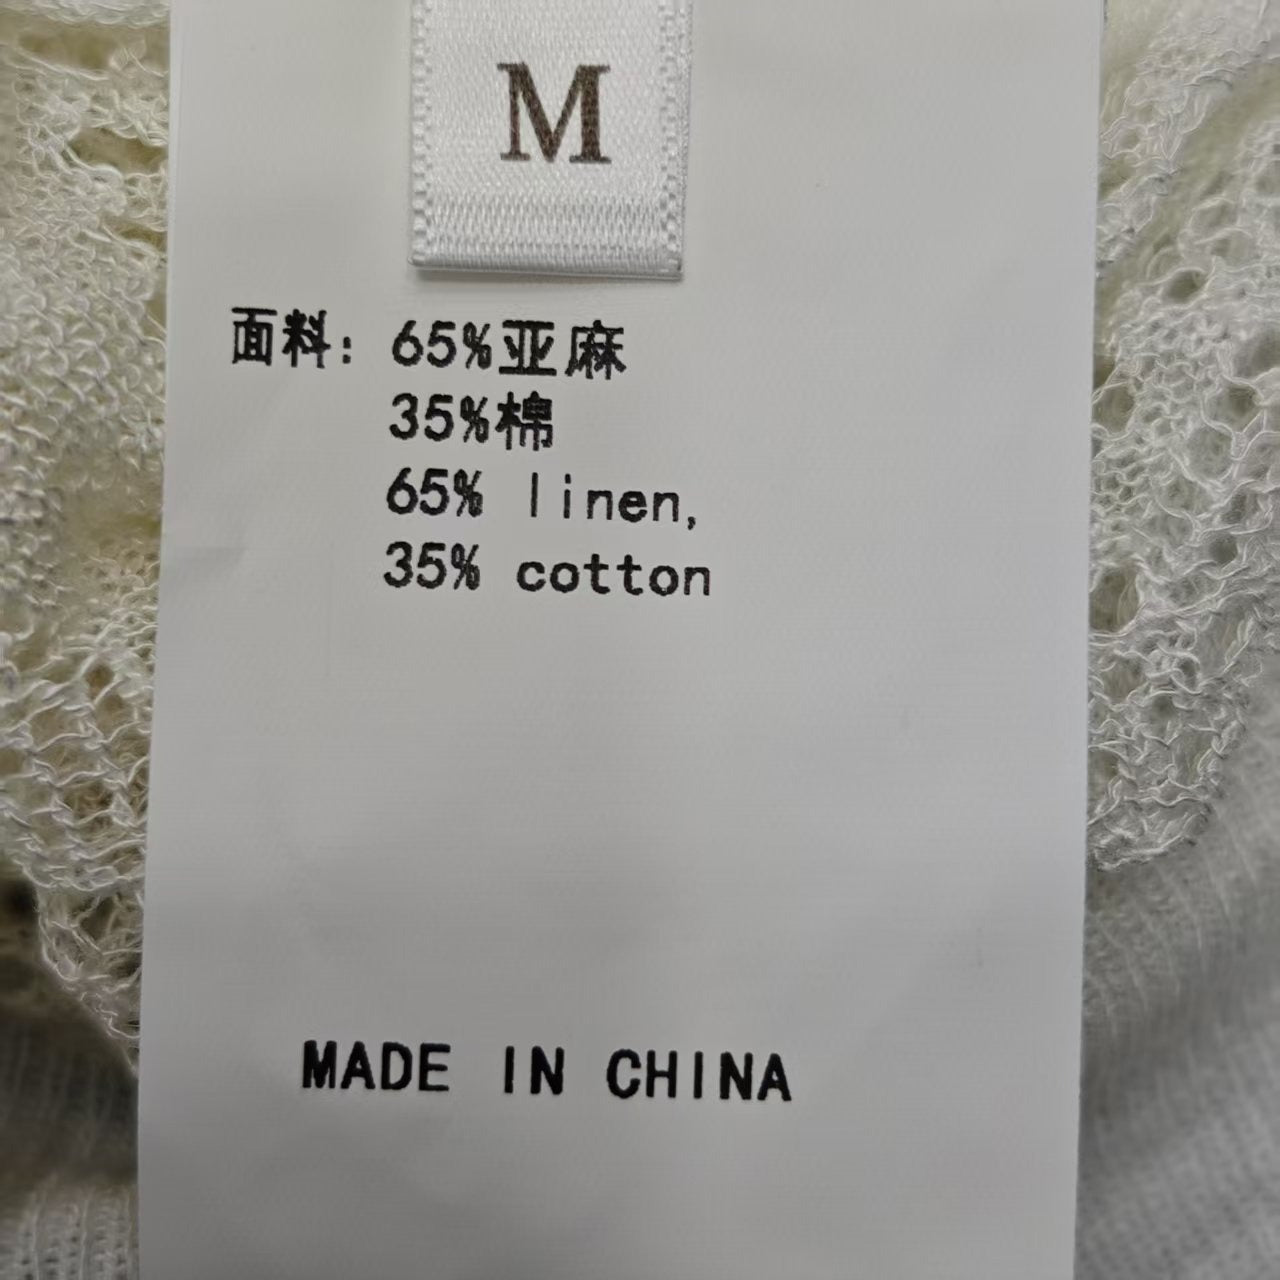 M
面料: 65%亚麻
35%棉
65% linen,
35% cotton
MADE IN CHINA